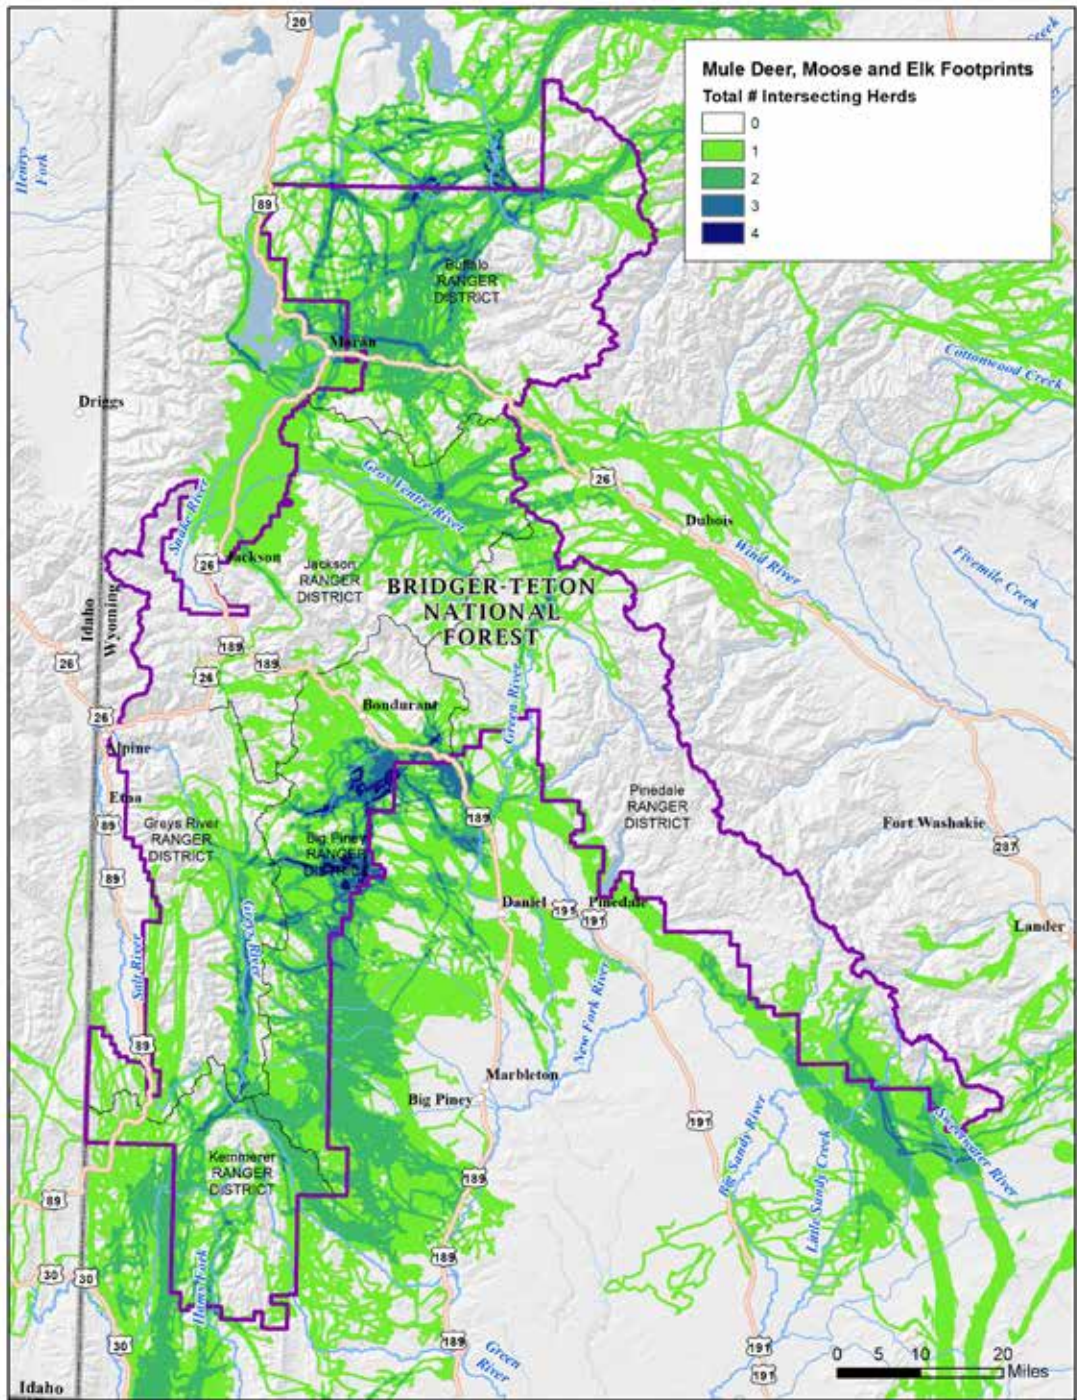 20
Mule Deer, Moose and Elk Footprints
Total # Intersecting Herds
0
1
2
3
4
Creek
Henrys
Fork
89
Buffalo
RANGER
DISTRICT
Moran
Cottonwood Creek
Driggs
Gros Ventre River
26
Snake River
Dubois
Wind River
Fivemile Creek
Jackson
26
Jackson
RANGER
DISTRICT
BRIDGER-TETON
NATIONAL
FOREST
Idaho
Wyoming
189
189
26
26
Green River
Bondurant
26
Alpine
Pinedale
RANGER
DISTRICT
Etna
Greys River
RANGER
DISTRICT
189
89
Big Piney
RANGER
DISTRICT
Fort Washakie
287
89
Daniel
191
Pinedale
191
Lander
Greys River
Salt River
New Fork River
89
Marbleton
Big Piney
191
Big Sandy River
Little Sandy Creek
Sweetwater River
Kemmerer
RANGER
DISTRICT
189
89
189
30
30
Hams Fork
30
189
Green
River
191
191
0 5 10 20
Miles
Idaho